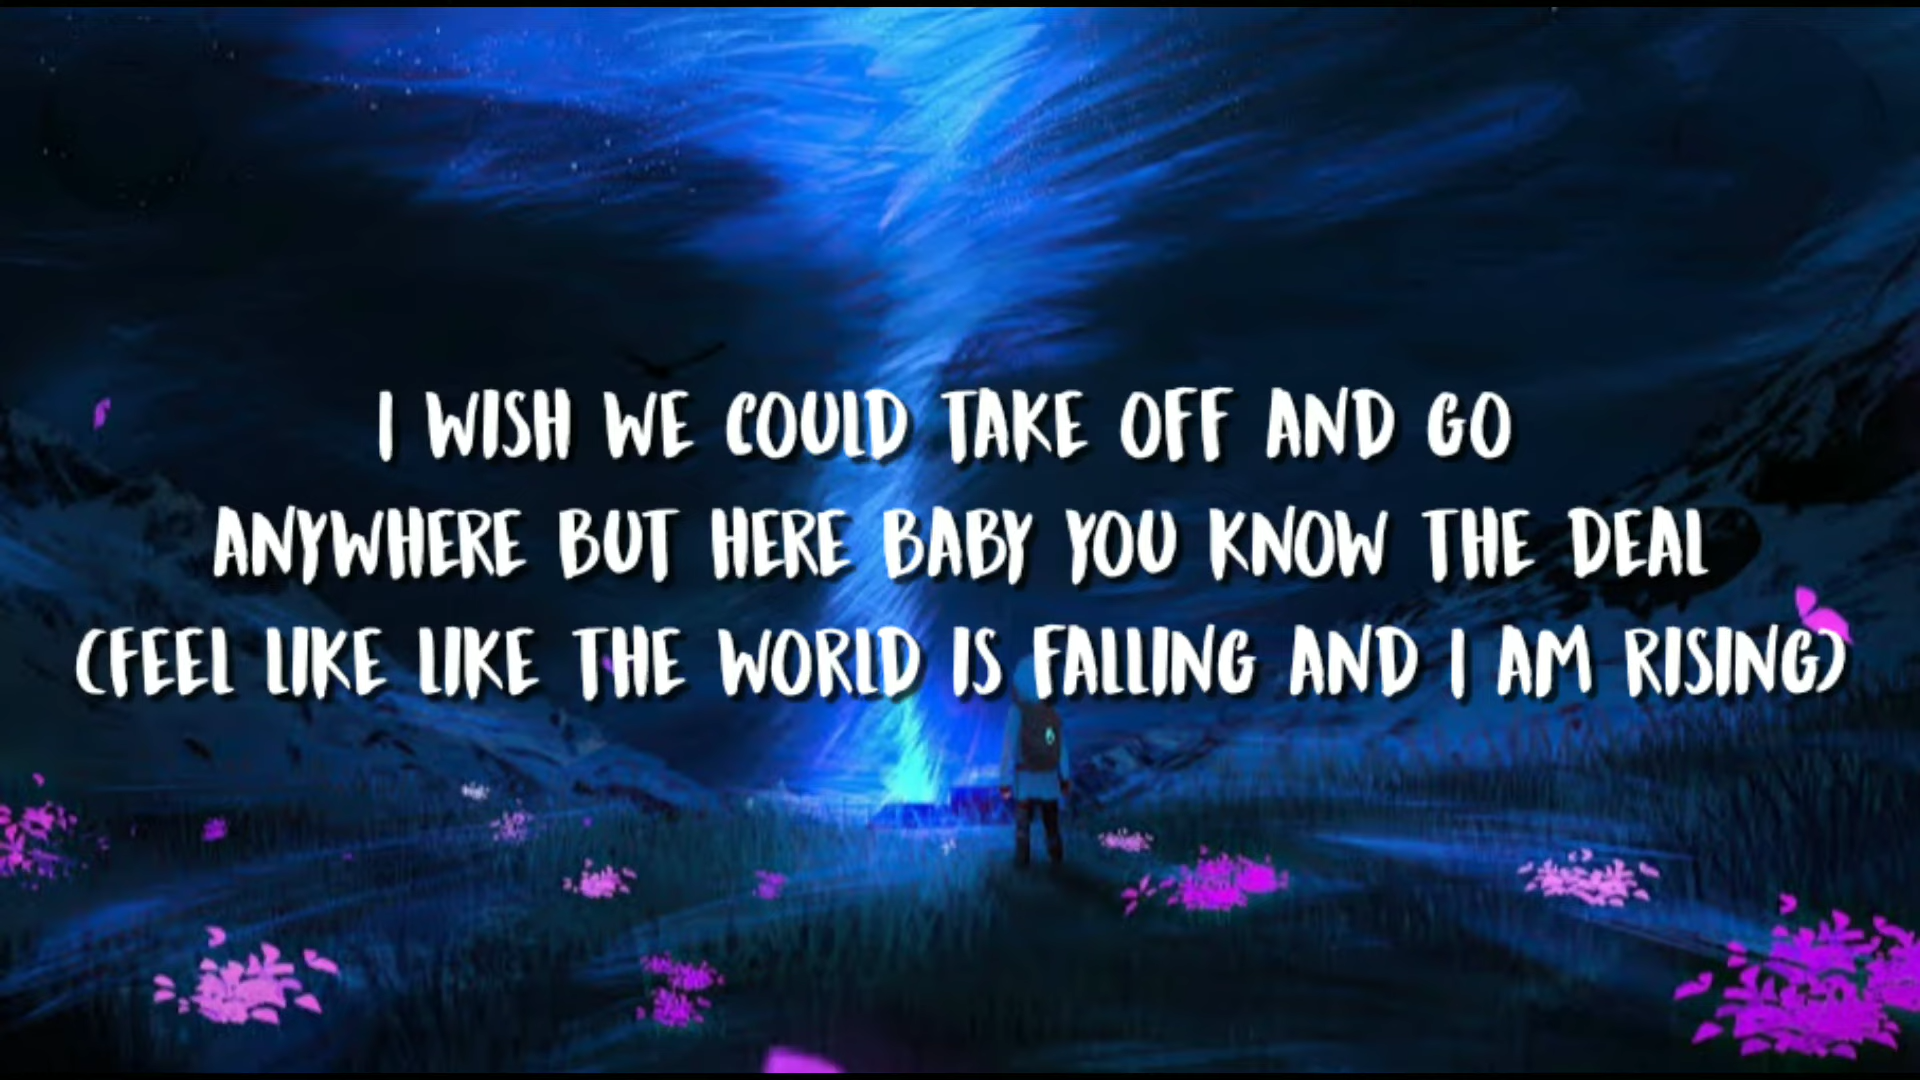 I WISH WE COULD TAKE OFF AND GO
ANYWHERE BUT HERE BABY YOU KNOW THE DEAL
(FEEL LIKE LIKE THE WORLD IS FALLING AND I AM RISING)